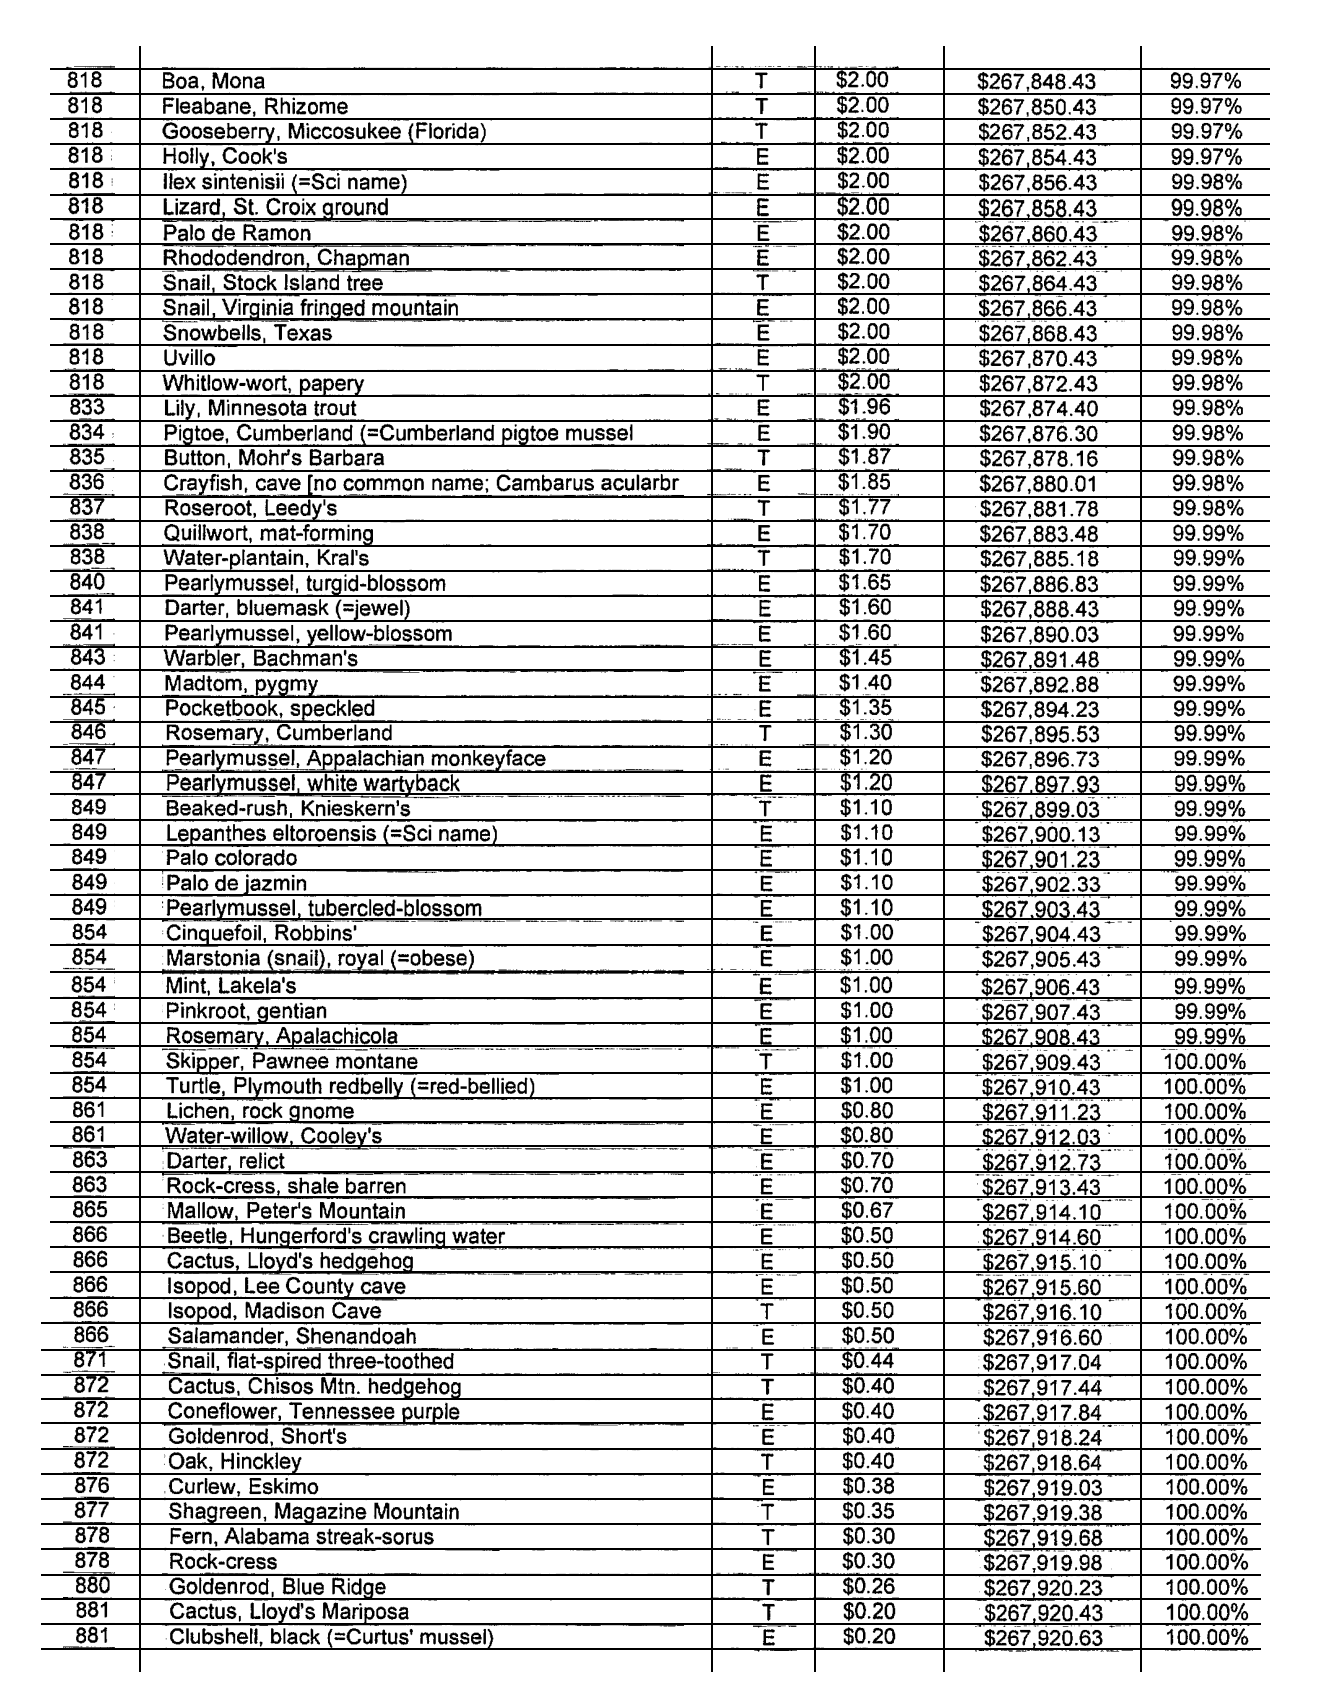 818 Boa, Mona T $2.00 $267,848.43 99.97%
818 Fleabane, Rhizome T $2.00 $267,850.43 99.97%
818 Gooseberry, Miccosukee (Florida) T $2.00 $267,852.43 99.97%
818 Holly, Cook's E $2.00 $267,854.43 99.97%
818 Ilex sintenisii (=Sci name) E $2.00 $267,856.43 99.98%
818 Lizard, St. Croix ground E $2.00 $267,858.43 99.98%
818 Palo de Ramon E $2.00 $267,860.43 99.98%
818 Rhododendron, Chapman E $2.00 $267,862.43 99.98%
818 Snail, Stock Island tree T $2.00 $267,864.43 99.98%
818 Snail, Virginia fringed mountain E $2.00 $267,866.43 99.98%
818 Snowbells, Texas E $2.00 $267,868.43 99.98%
818 Uvillo E $2.00 $267,870.43 99.98%
818 Whitlow-wort, papery T $2.00 $267,872.43 99.98%
833 Lily, Minnesota trout E $1.96 $267,874.40 99.98%
834 Pigtoe, Cumberland (=Cumberland pigtoe mussel E $1.90 $267,876.30 99.98%
835 Button, Mohr's Barbara T $1.87 $267,878.16 99.98%
836 Crayfish, cave [no common name; Cambarus acularbr E $1.85 $267,880.01 99.98%
837 Roseroot, Leedy's T $1.77 $267,881.78 99.98%
838 Quillwort, mat-forming E $1.70 $267,883.48 99.99%
838 Water-plantain, Kral's T $1.70 $267,885.18 99.99%
840 Pearlymussel, turgid-blossom E $1.65 $267,886.83 99.99%
841 Darter, bluemask (=jewel) E $1.60 $267,888.43 99.99%
841 Pearlymussel, yellow-blossom E $1.60 $267,890.03 99.99%
843 Warbler, Bachman's E $1.45 $267,891.48 99.99%
844 Madtom, pygmy E $1.40 $267,892.88 99.99%
845 Pocketbook, speckled E $1.35 $267,894.23 99.99%
846 Rosemary, Cumberland T $1.30 $267,895.53 99.99%
847 Pearlymussel, Appalachian monkeyface E $1.20 $267,896.73 99.99%
847 Pearlymussel, white wartyback E $1.20 $267,897.93 99.99%
849 Beaked-rush, Knieskern's T $1.10 $267,899.03 99.99%
849 Lepanthes eltoroensis (=Sci name) E $1.10 $267,900.13 99.99%
849 Palo colorado E $1.10 $267,901.23 99.99%
849 Palo de jazmin E $1.10 $267,902.33 99.99%
849 Pearlymussel, tubercled-blossom E $1.10 $267,903.43 99.99%
854 Cinquefoil, Robbins' E $1.00 $267,904.43 99.99%
854 Marstonia (snail), royal (=obese) E $1.00 $267,905.43 99.99%
854 Mint, Lakela's E $1.00 $267,906.43 99.99%
854 Pinkroot, gentian E $1.00 $267,907.43 99.99%
854 Rosemary, Apalachicola E $1.00 $267,908.43 99.99%
854 Skipper, Pawnee montane T $1.00 $267,909.43 100.00%
854 Turtle, Plymouth redbelly (=red-bellied) E $1.00 $267,910.43 100.00%
861 Lichen, rock gnome E $0.80 $267,911.23 100.00%
861 Water-willow, Cooley's E $0.80 $267,912.03 100.00%
863 Darter, relict E $0.70 $267,912.73 100.00%
863 Rock-cress, shale barren E $0.70 $267,913.43 100.00%
865 Mallow, Peter's Mountain E $0.67 $267,914.10 100.00%
866 Beetle, Hungerford's crawling water E $0.50 $267,914.60 100.00%
866 Cactus, Lloyd's hedgehog E $0.50 $267,915.10 100.00%
866 Isopod, Lee County cave E $0.50 $267,915.60 100.00%
866 Isopod, Madison Cave T $0.50 $267,916.10 100.00%
866 Salamander, Shenandoah E $0.50 $267,916.60 100.00%
871 Snail, flat-spired three-toothed T $0.44 $267,917.04 100.00%
872 Cactus, Chisos Mtn. hedgehog T $0.40 $267,917.44 100.00%
872 Coneflower, Tennessee purple E $0.40 $267,917.84 100.00%
872 Goldenrod, Short's E $0.40 $267,918.24 100.00%
872 Oak, Hinckley T $0.40 $267,918.64 100.00%
876 Curlew, Eskimo E $0.38 $267,919.03 100.00%
877 Shagreen, Magazine Mountain T $0.35 $267,919.38 100.00%
878 Fern, Alabama streak-sorus T $0.30 $267,919.68 100.00%
878 Rock-cress E $0.30 $267,919.98 100.00%
880 Goldenrod, Blue Ridge T $0.26 $267,920.23 100.00%
881 Cactus, Lloyd's Mariposa T $0.20 $267,920.43 100.00%
881 Clubshell, black (=Curtus' mussel) E $0.20 $267,920.63 100.00%